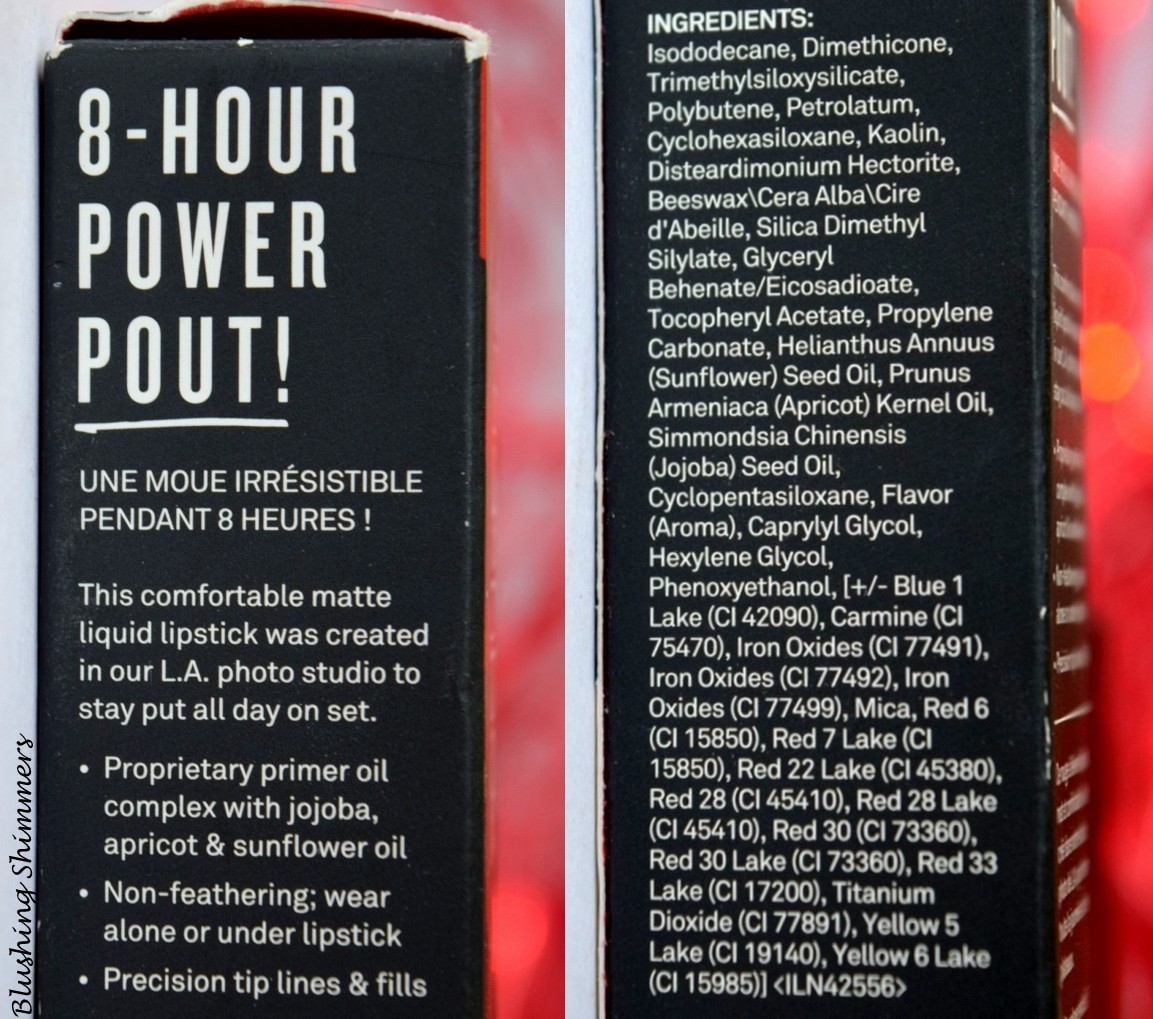 8-HOUR
POWER
POUT!
UNE MOUE IRRÉSISTIBLE
PENDANT 8 HEURES !
This comfortable matte
liquid lipstick was created
in our L.A. photo studio to
stay put all day on set.
• Proprietary primer oil
complex with jojoba,
apricot & sunflower oil
• Non-feathering; wear
alone or under lipstick
• Precision tip lines & fills
Blushing Shimmers
INGREDIENTS:
Isododecane, Dimethicone,
Trimethylsiloxysilicate,
Polybutene, Petrolatum,
Cyclohexasiloxane, Kaolin,
Disteardimonium Hectorite,
Beeswax\Cera Alba\Cire
d'Abeille, Silica Dimethyl
Silylate, Glyceryl
Behenate/Eicosadioate,
Tocopheryl Acetate, Propylene
Carbonate, Helianthus Annuus
(Sunflower) Seed Oil, Prunus
Armeniaca (Apricot) Kernel Oil,
Simmondsia Chinensis
(Jojoba) Seed Oil,
Cyclopentasiloxane, Flavor
(Aroma), Caprylyl Glycol,
Hexylene Glycol,
Phenoxyethanol, [+/- Blue 1
Lake (CI 42090), Carmine (CI
75470), Iron Oxides (CI 77491),
Iron Oxides (CI 77492), Iron
Oxides (CI 77499), Mica, Red 6
(CI 15850), Red 7 Lake (CI
15850), Red 22 Lake (CI 45380),
Red 28 (CI 45410), Red 28 Lake
(CI 45410), Red 30 (CI 73360),
Red 30 Lake (CI 73360), Red 33
Lake (CI 17200), Titanium
Dioxide (CI 77891), Yellow 5
Lake (CI 19140), Yellow 6 Lake
(CI 15985)] <ILN42556>